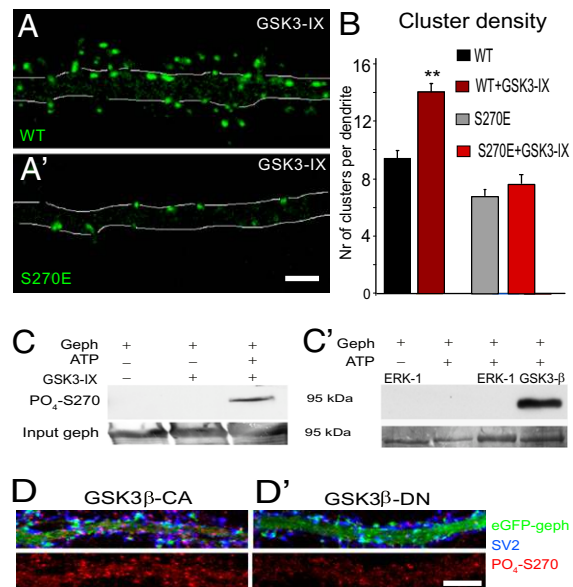 A
GSK3-IX
WT
A'
GSK3-IX
S270E
B
Cluster density
Nr of clusters per dendrite
16
12
8
4
0
**
WT
WT+GSK3-IX
S270E
S270E+GSK3-IX
C
Geph + + +
ATP – – +
GSK3-IX – + +
PO4-S270
Input geph
C'
Geph + + + +
ATP – + + +
ERK-1 ERK-1 GSK3-β
95 kDa
95 kDa
D
GSK3β-CA
D'
GSK3β-DN
eGFP-geph
SV2
PO4-S270